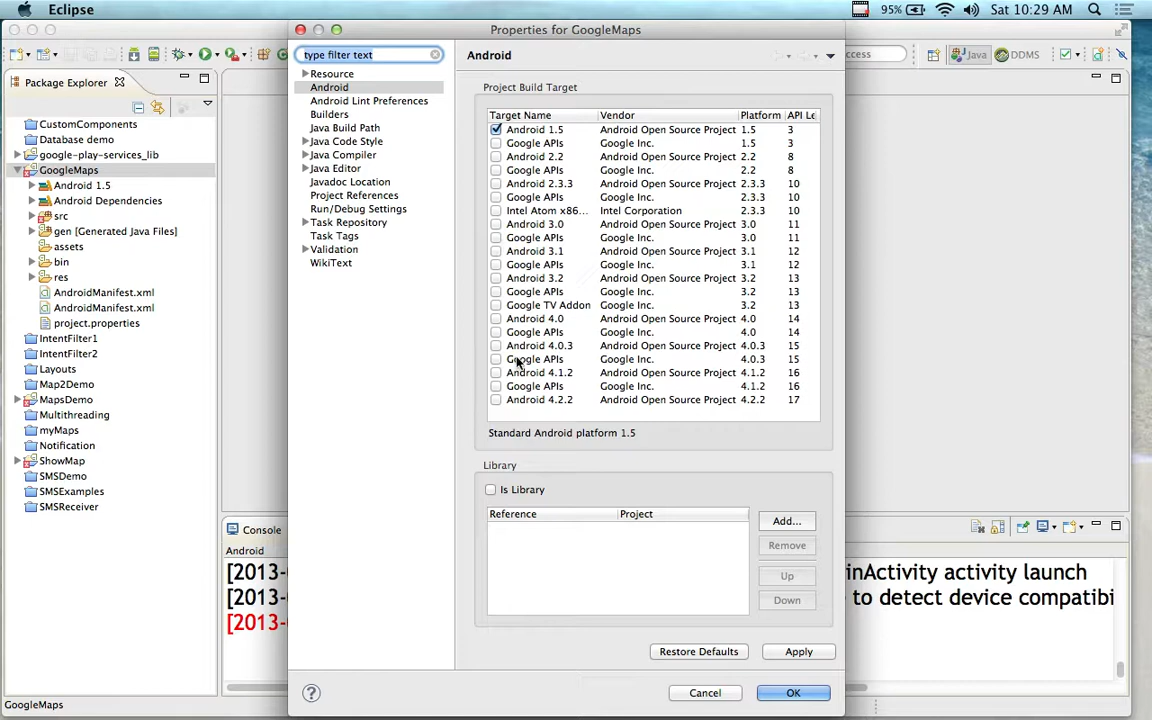 Eclipse
95%
Sat 10:29 AM
Properties for GoogleMaps
type filter text
Android
ccess
Java
DDMS
Package Explorer
CustomComponents
Database demo
google-play-services_lib
GoogleMaps
Android 1.5
Android Dependencies
src
gen [Generated Java Files]
assets
bin
res
AndroidManifest.xml
AndroidManifest.xml
project.properties
IntentFilter1
IntentFilter2
Layouts
Map2Demo
MapsDemo
Multithreading
myMaps
Notification
ShowMap
SMSDemo
SMSExamples
SMSReceiver
Resource
Android
Android Lint Preferences
Builders
Java Build Path
Java Code Style
Java Compiler
Java Editor
Javadoc Location
Project References
Run/Debug Settings
Task Repository
Task Tags
Validation
WikiText
Project Build Target
Target Name Vendor Platform API Le
Android 1.5 Android Open Source Project 1.5 3
Google APIs Google Inc. 1.5 3
Android 2.2 Android Open Source Project 2.2 8
Google APIs Google Inc. 2.2 8
Android 2.3.3 Android Open Source Project 2.3.3 10
Google APIs Google Inc. 2.3.3 10
Intel Atom x86... Intel Corporation 2.3.3 10
Android 3.0 Android Open Source Project 3.0 11
Google APIs Google Inc. 3.0 11
Android 3.1 Android Open Source Project 3.1 12
Google APIs Google Inc. 3.1 12
Android 3.2 Android Open Source Project 3.2 13
Google APIs Google Inc. 3.2 13
Google TV Addon Google Inc. 3.2 13
Android 4.0 Android Open Source Project 4.0 14
Google APIs Google Inc. 4.0 14
Android 4.0.3 Android Open Source Project 4.0.3 15
Google APIs Google Inc. 4.0.3 15
Android 4.1.2 Android Open Source Project 4.1.2 16
Google APIs Google Inc. 4.1.2 16
Android 4.2.2 Android Open Source Project 4.2.2 17
Standard Android platform 1.5
Library
Is Library
Reference Project
Add...
Remove
Up
Down
Restore Defaults
Apply
Cancel
OK
Console
Android
[2013- inActivity activity launch
[2013- to detect device compatibi
[2013-
GoogleMaps